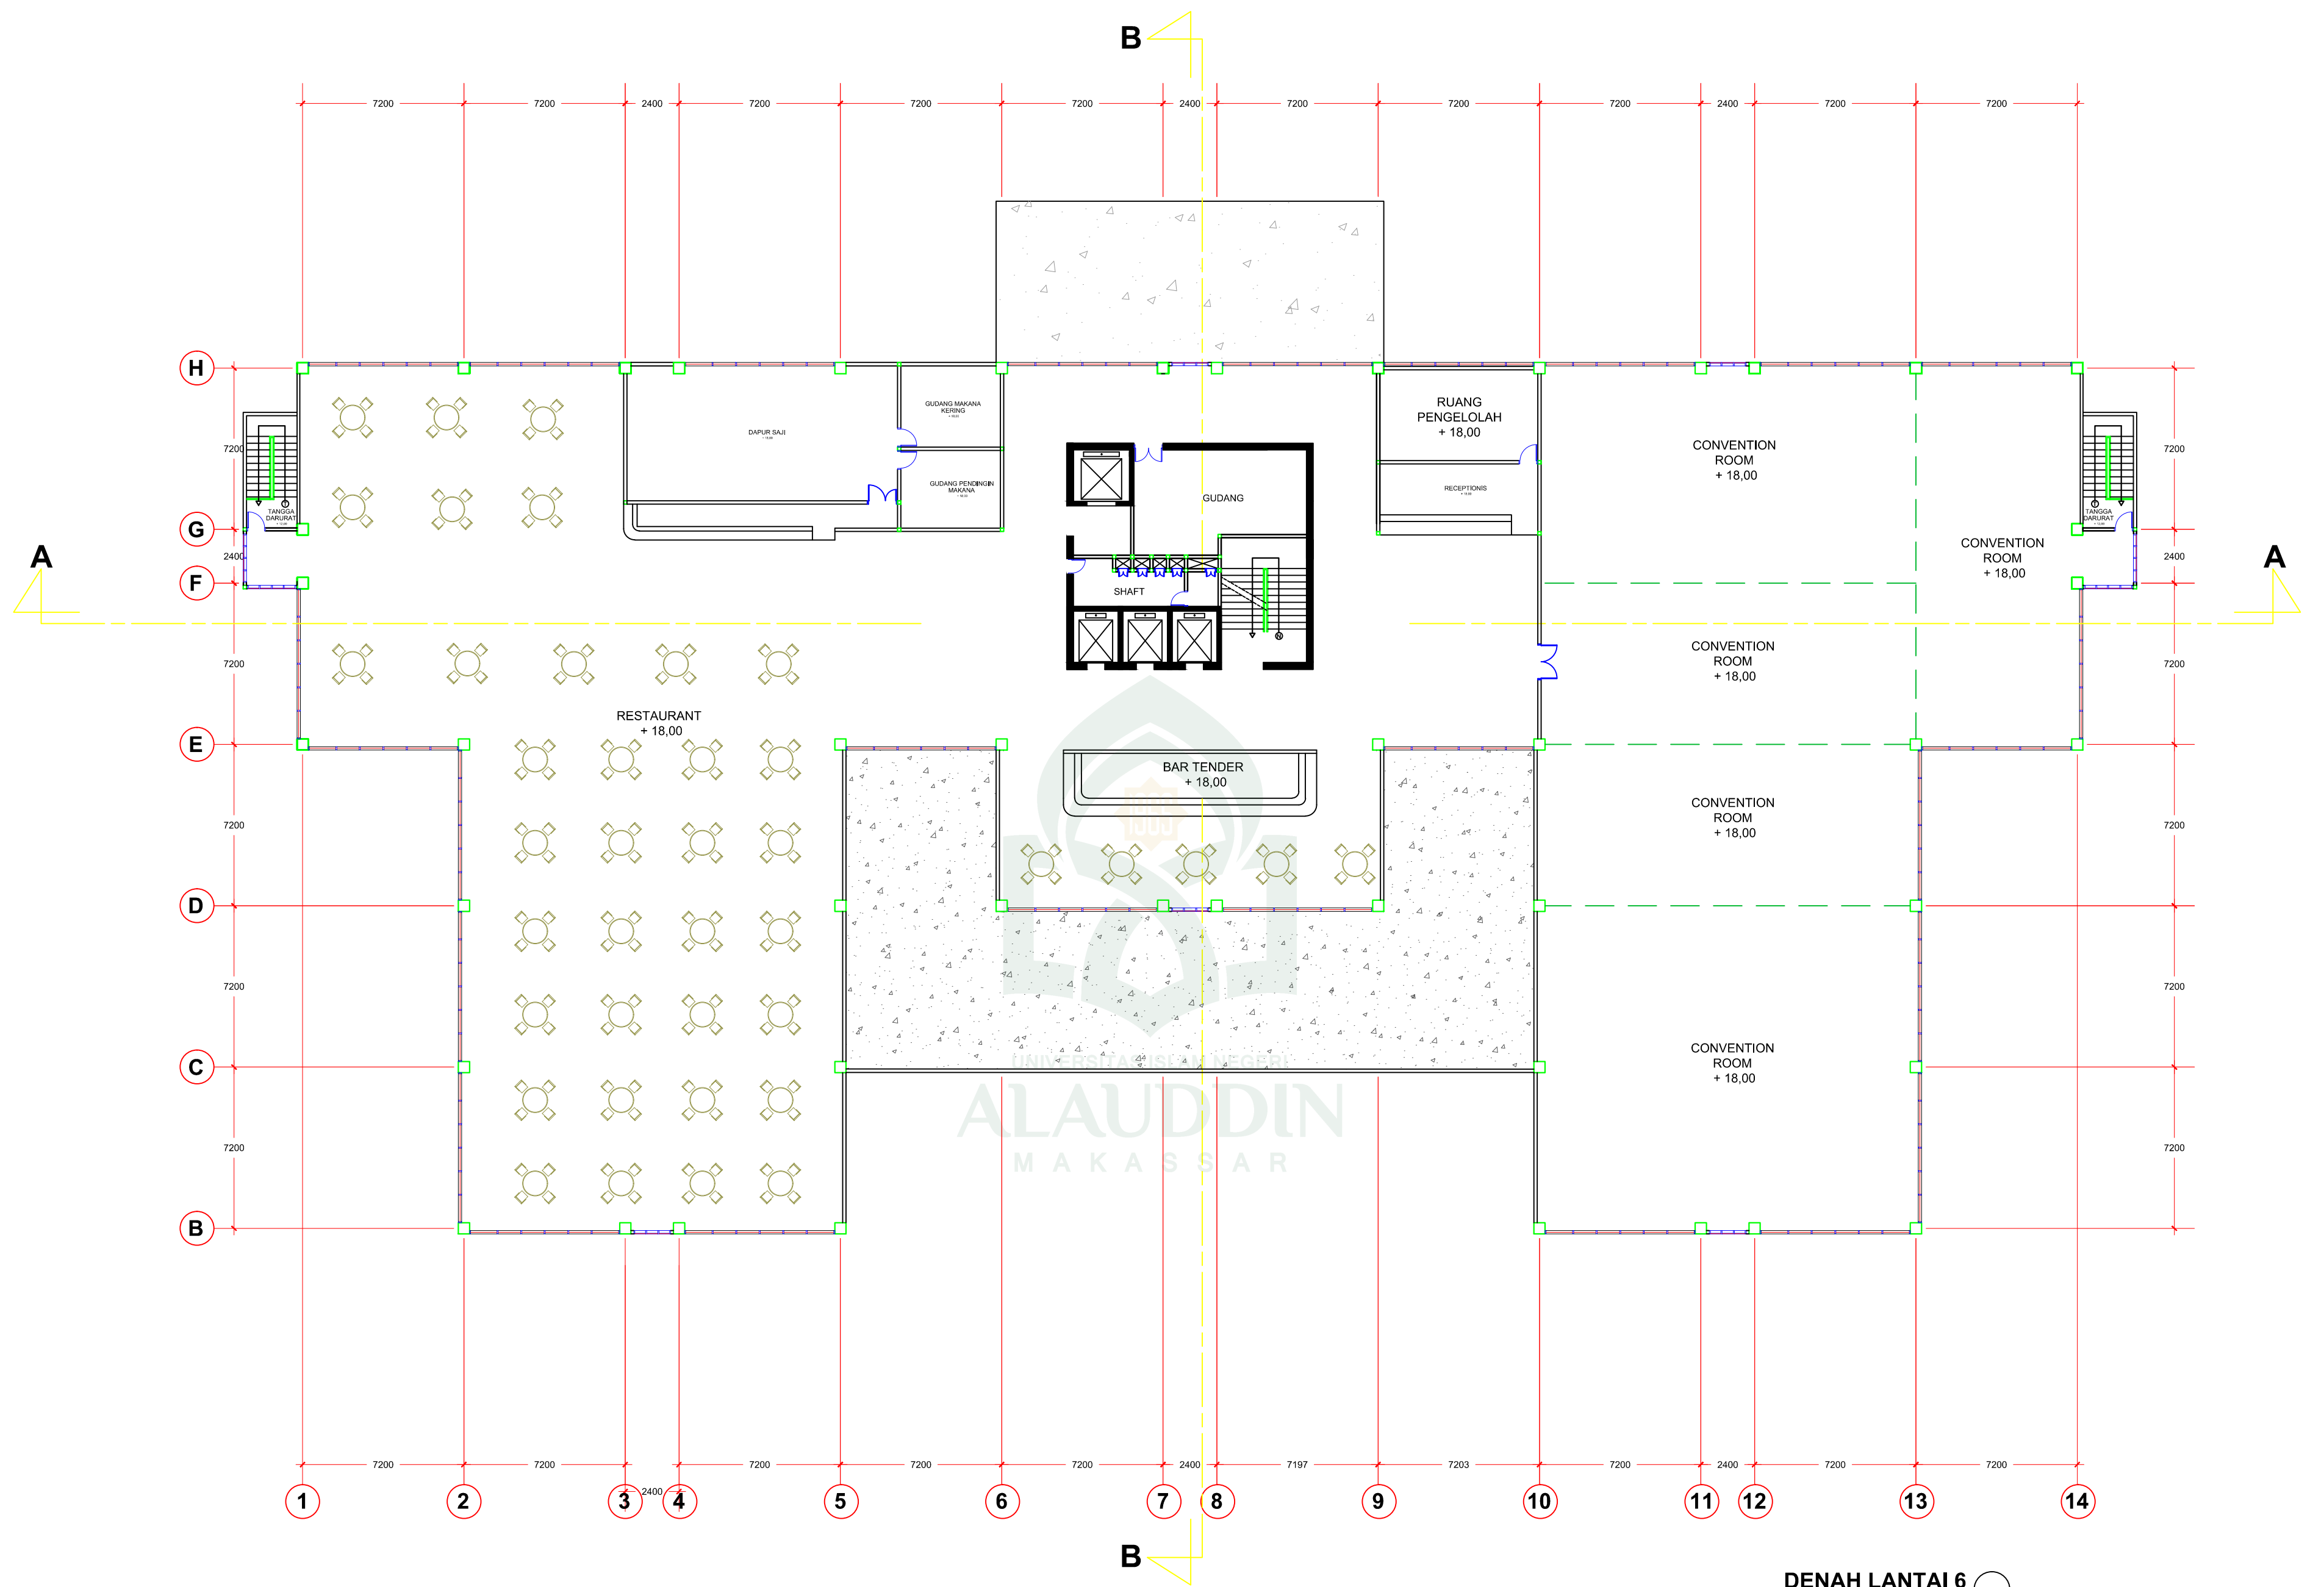 B
7200 7200 2400 7200 7200 7200 2400 7200 7200 7200 2400 7200 7200
H
G
F
E
D
C
B
7200
2400
7200
7200
7200
7200
A
A
7200
2400
7200
7200
7200
7200
DAPUR SAJI
GUDANG MAKANA
KERING
GUDANG PENDINGIN
MAKANA
TANGGA
DARURAT
GUDANG
SHAFT
RUANG
PENGELOLAH
+ 18,00
RECEPTIONIS
CONVENTION
ROOM
+ 18,00
CONVENTION
ROOM
+ 18,00
TANGGA
DARURAT
CONVENTION
ROOM
+ 18,00
RESTAURANT
+ 18,00
BAR TENDER
+ 18,00
CONVENTION
ROOM
+ 18,00
CONVENTION
ROOM
+ 18,00
1965
UNIVERSITAS ISLAM NEGERI
ALAUDDIN
MAKASSAR
7200 7200 2400 7200 7200 7200 2400 7197 7203 7200 2400 7200 7200
1 2 3 4 5 6 7 8 9 10 11 12 13 14
B
DENAH LANTAI 6